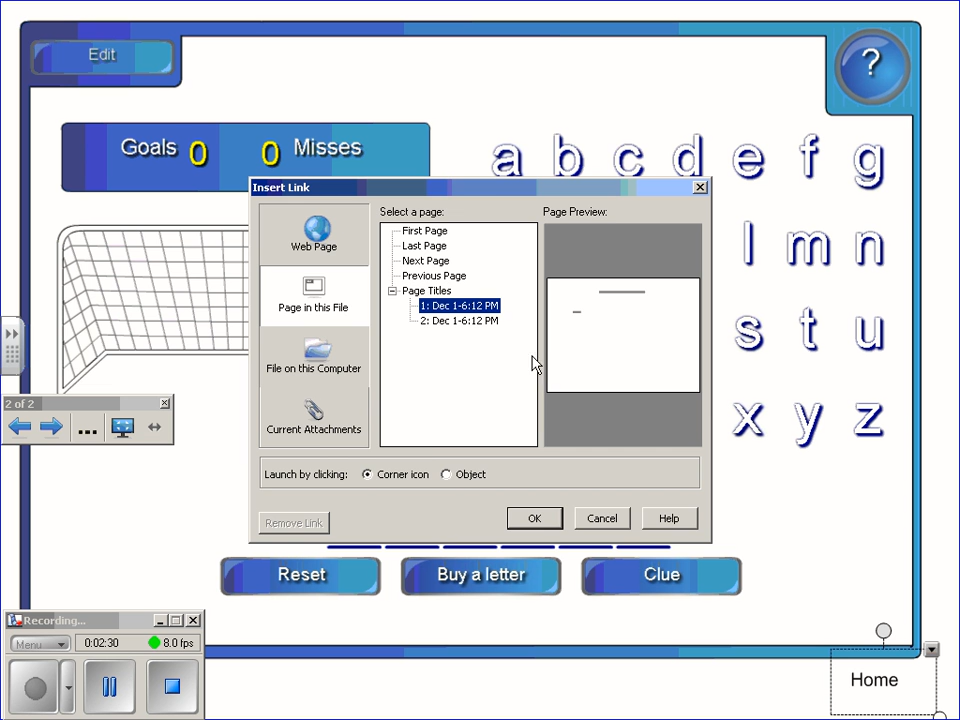 Edit
?
Goals 0 0 Misses
a b c d e f g
l m n
s t u
x y z
Insert Link
Web Page
Page in this File
File on this Computer
Current Attachments
Select a page:
First Page
Last Page
Next Page
Previous Page
Page Titles
1: Dec 1-6:12 PM
2: Dec 1-6:12 PM
Page Preview:
Launch by clicking: Corner icon Object
Remove Link OK Cancel Help
2 of 2
...
Reset Buy a letter Clue
Recording...
Menu 0:02:30 8.0 fps
Home